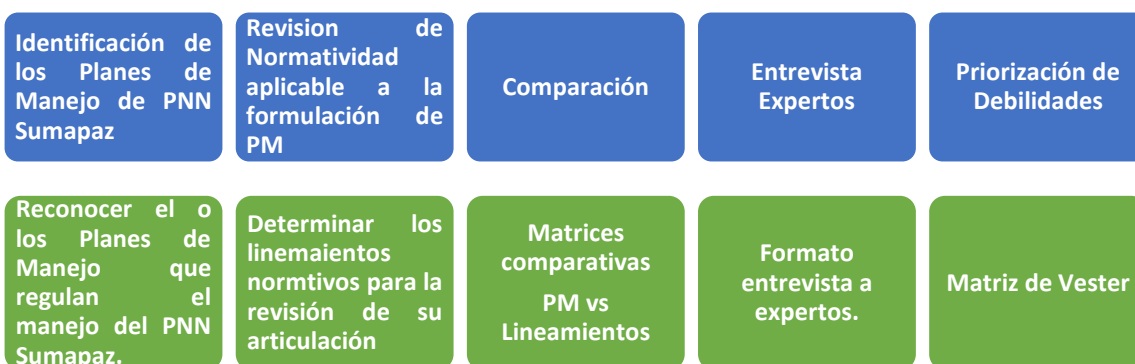 Identificación de
los Planes de
Manejo de PNN
Sumapaz
Revision de
Normatividad
aplicable a la
formulación de
PM
Comparación
Entrevista
Expertos
Priorización de
Debilidades
Reconocer el o
los Planes de
Manejo que
regulan el
manejo del PNN
Sumapaz.
Determinar los
linemaientos
normtivos para la
revisión de su
articulación
Matrices
comparativas
PM vs
Lineamientos
Formato
entrevista a
expertos.
Matriz de Vester